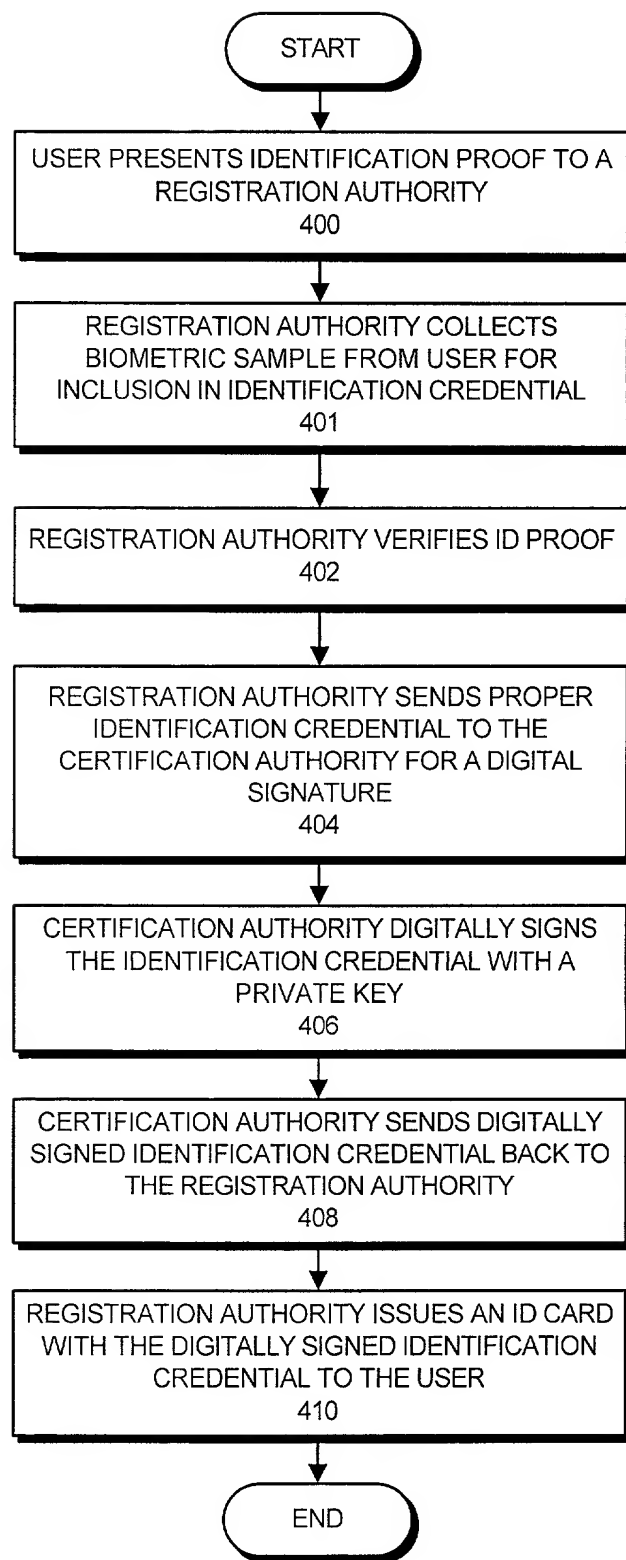 START
USER PRESENTS IDENTIFICATION PROOF TO A
REGISTRATION AUTHORITY
400
REGISTRATION AUTHORITY COLLECTS
BIOMETRIC SAMPLE FROM USER FOR
INCLUSION IN IDENTIFICATION CREDENTIAL
401
REGISTRATION AUTHORITY VERIFIES ID PROOF
402
REGISTRATION AUTHORITY SENDS PROPER
IDENTIFICATION CREDENTIAL TO THE
CERTIFICATION AUTHORITY FOR A DIGITAL
SIGNATURE
404
CERTIFICATION AUTHORITY DIGITALLY SIGNS
THE IDENTIFICATION CREDENTIAL WITH A
PRIVATE KEY
406
CERTIFICATION AUTHORITY SENDS DIGITALLY
SIGNED IDENTIFICATION CREDENTIAL BACK TO
THE REGISTRATION AUTHORITY
408
REGISTRATION AUTHORITY ISSUES AN ID CARD
WITH THE DIGITALLY SIGNED IDENTIFICATION
CREDENTIAL TO THE USER
410
END